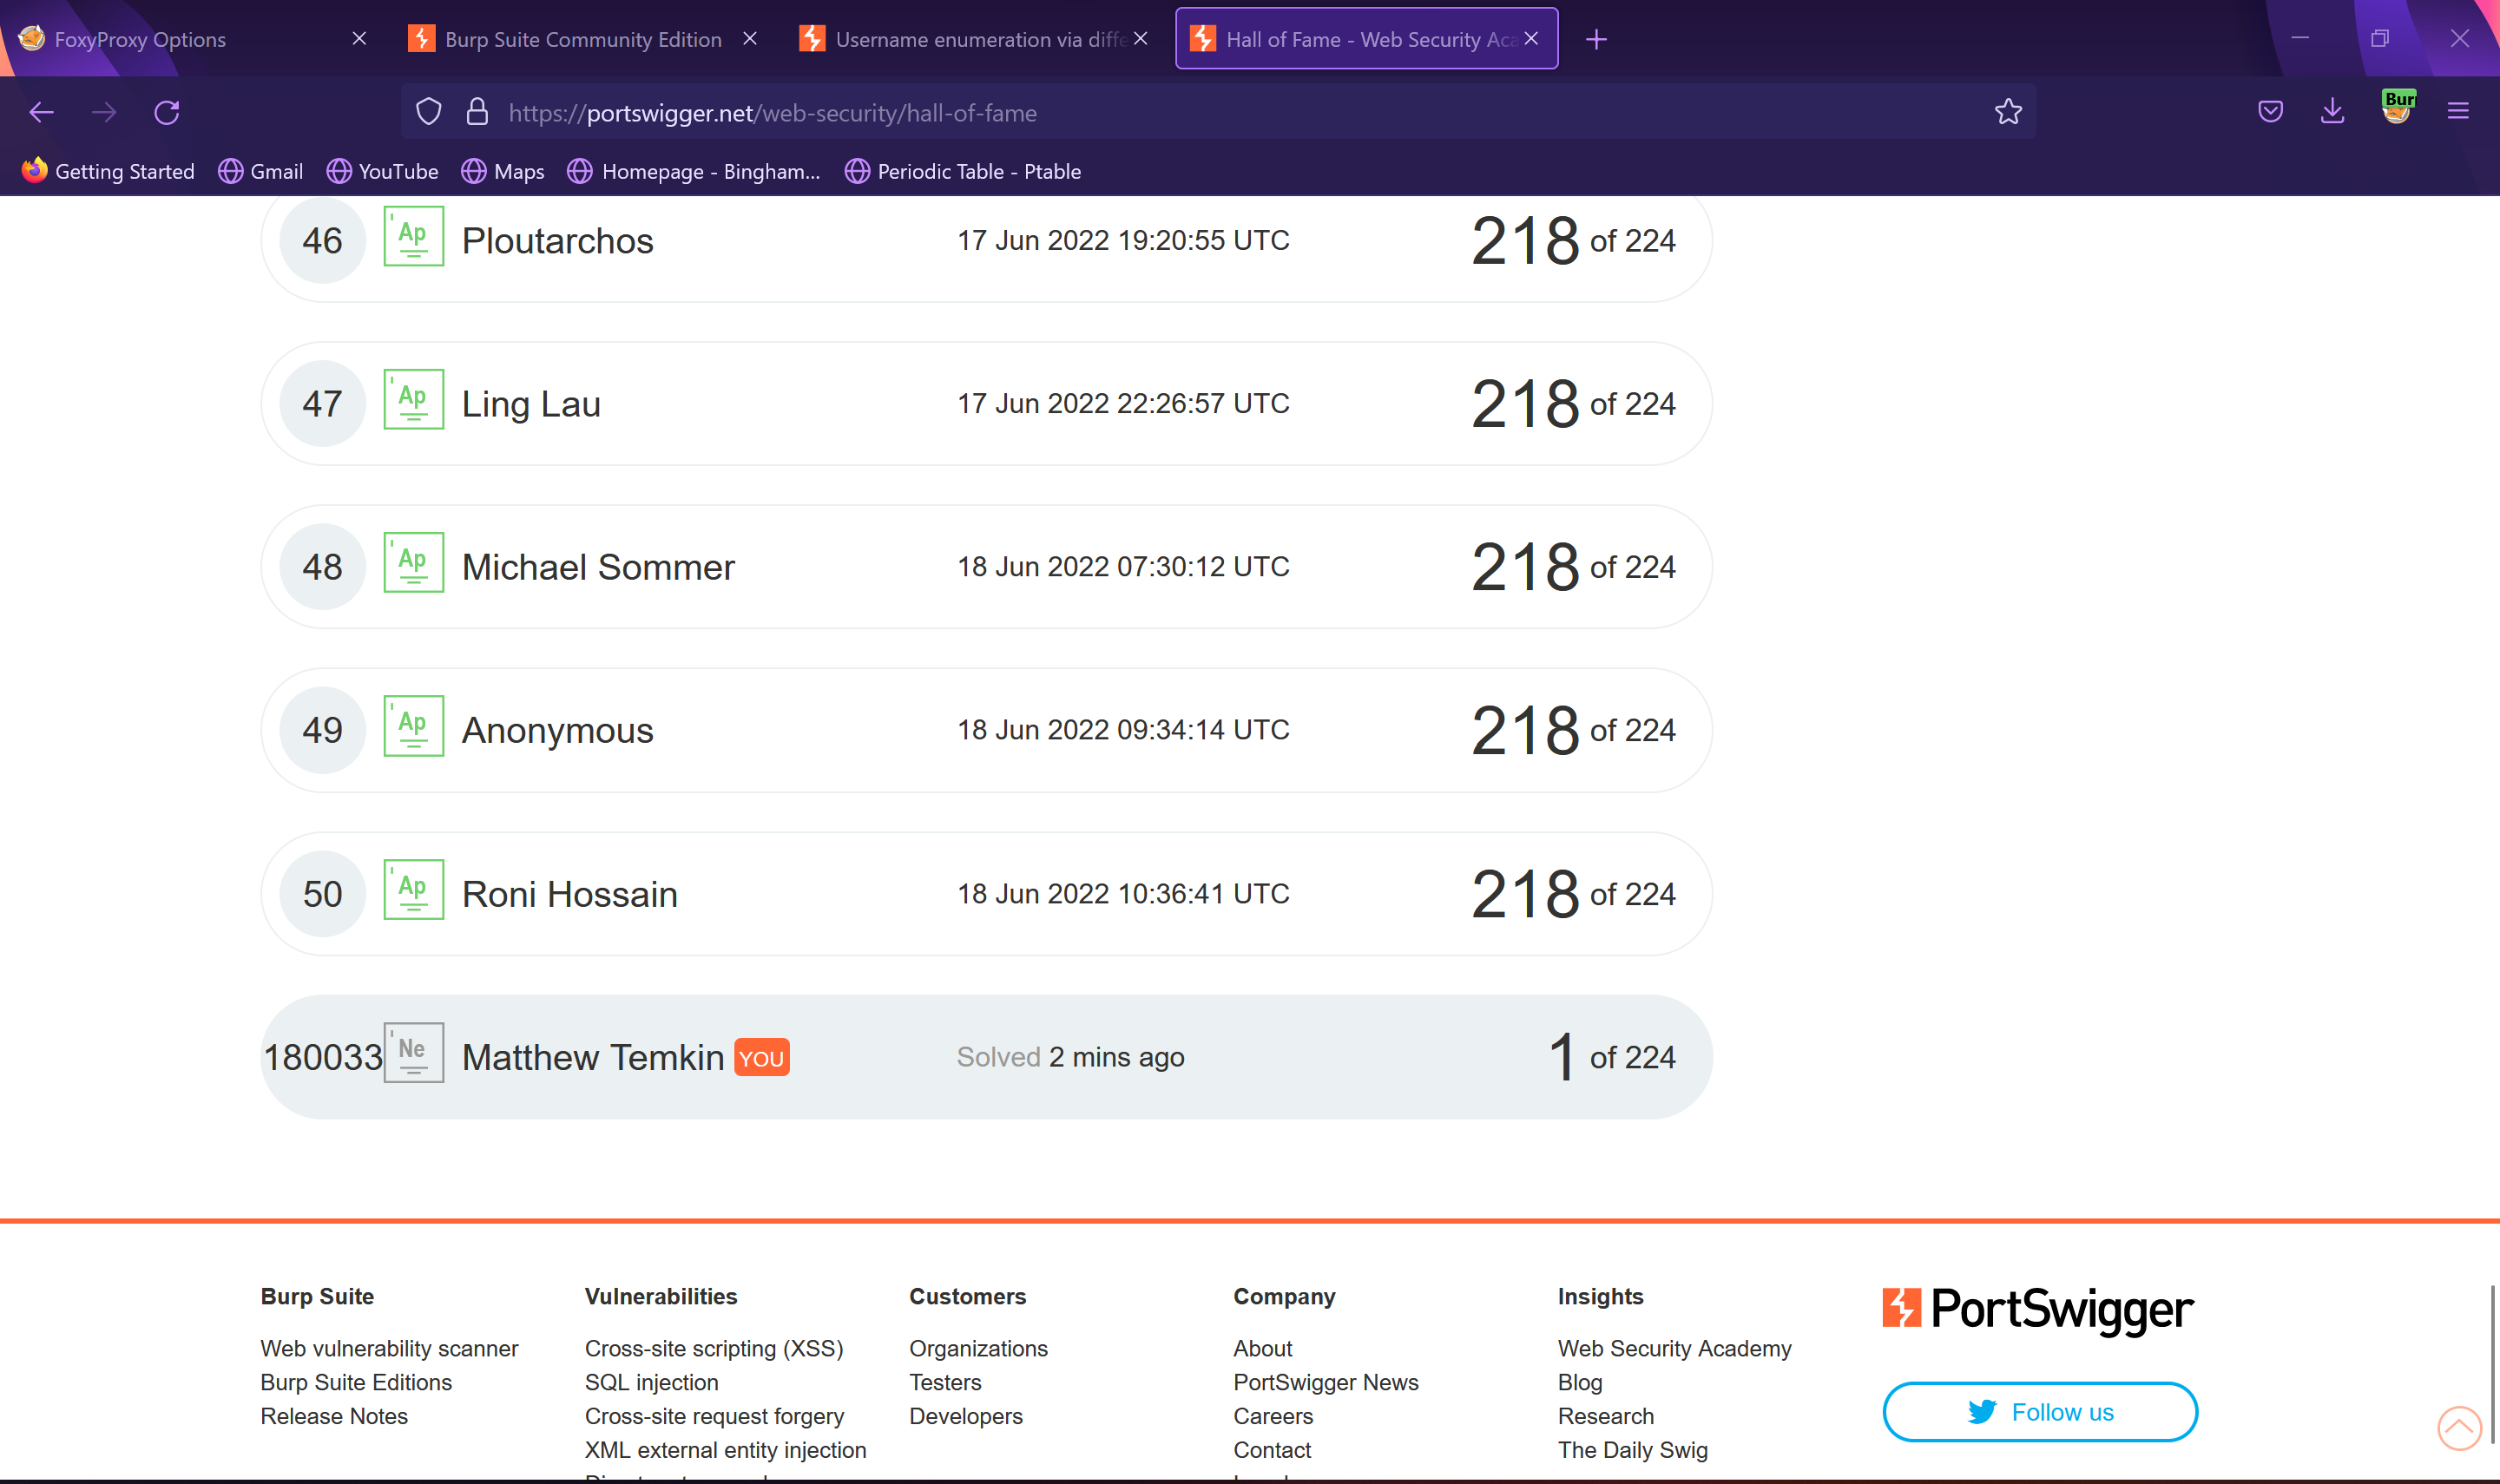 FoxyProxy Options
Burp Suite Community Edition
Username enumeration via diffe
Hall of Fame - Web Security Aca
https://portswigger.net/web-security/hall-of-fame
Bur
Getting Started
Gmail
YouTube
Maps
Homepage - Bingham...
Periodic Table - Ptable
46 Ap Ploutarchos 17 Jun 2022 19:20:55 UTC 218 of 224
47 Ap Ling Lau 17 Jun 2022 22:26:57 UTC 218 of 224
48 Ap Michael Sommer 18 Jun 2022 07:30:12 UTC 218 of 224
49 Ap Anonymous 18 Jun 2022 09:34:14 UTC 218 of 224
50 Ap Roni Hossain 18 Jun 2022 10:36:41 UTC 218 of 224
180033 Ne Matthew Temkin YOU Solved 2 mins ago 1 of 224
Burp Suite
Web vulnerability scanner
Burp Suite Editions
Release Notes
Vulnerabilities
Cross-site scripting (XSS)
SQL injection
Cross-site request forgery
XML external entity injection
Customers
Organizations
Testers
Developers
Company
About
PortSwigger News
Careers
Contact
Insights
Web Security Academy
Blog
Research
The Daily Swig
PortSwigger
Follow us